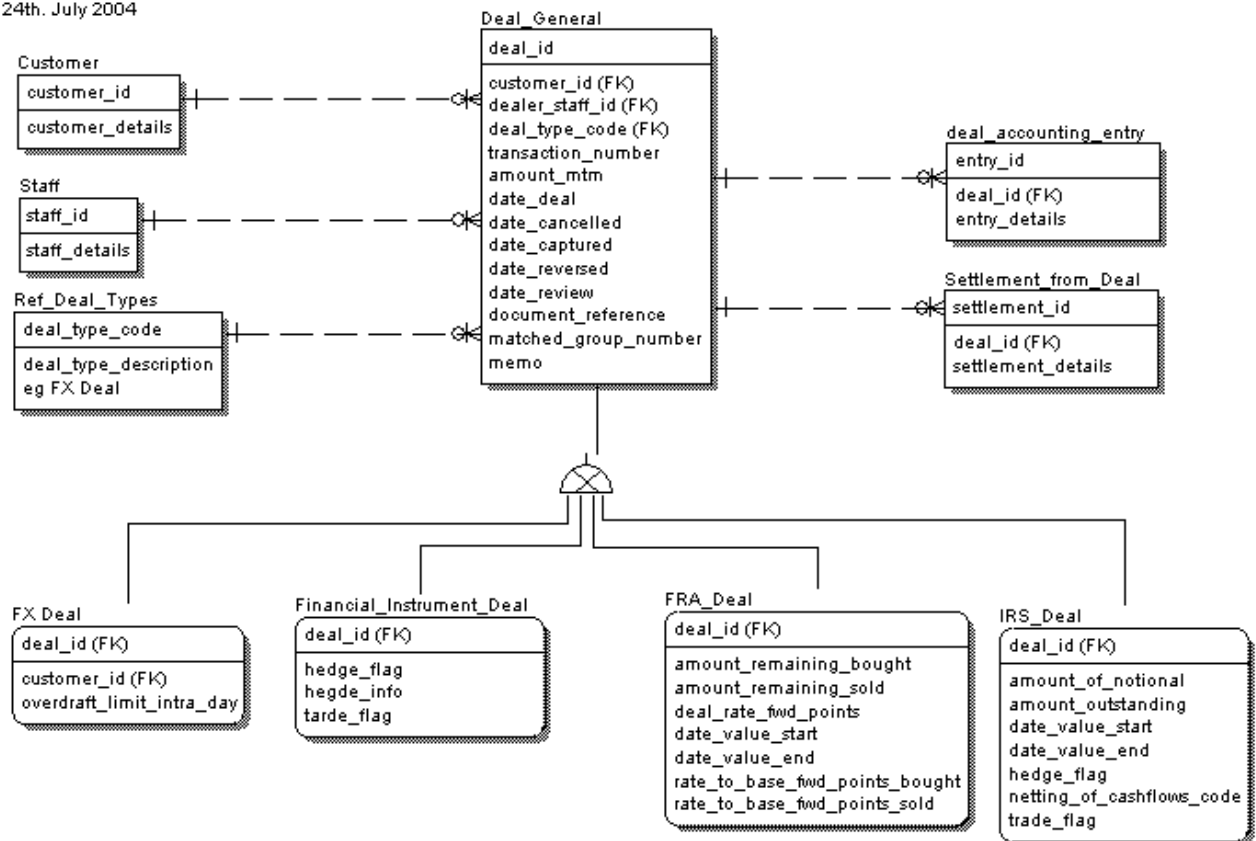 24th. July 2004
Deal_General
deal_id
customer_id (FK)
dealer_staff_id (FK)
deal_type_code (FK)
transaction_number
amount_mtm
date_deal
date_cancelled
date_captured
date_reversed
date_review
document_reference
matched_group_number
memo
Customer
customer_id
customer_details
Staff
staff_id
staff_details
Ref_Deal_Types
deal_type_code
deal_type_description
eg FX Deal
deal_accounting_entry
entry_id
deal_id (FK)
entry_details
Settlement_from_Deal
settlement_id
deal_id (FK)
settlement_details
FX Deal
deal_id (FK)
customer_id (FK)
overdraft_limit_intra_day
Financial_Instrument_Deal
deal_id (FK)
hedge_flag
hegde_info
tarde_flag
FRA_Deal
deal_id (FK)
amount_remaining_bought
amount_remaining_sold
deal_rate_fwd_points
date_value_start
date_value_end
rate_to_base_fwd_points_bought
rate_to_base_fwd_points_sold
IRS_Deal
deal_id (FK)
amount_of_notional
amount_outstanding
date_value_start
date_value_end
hedge_flag
netting_of_cashflows_code
trade_flag